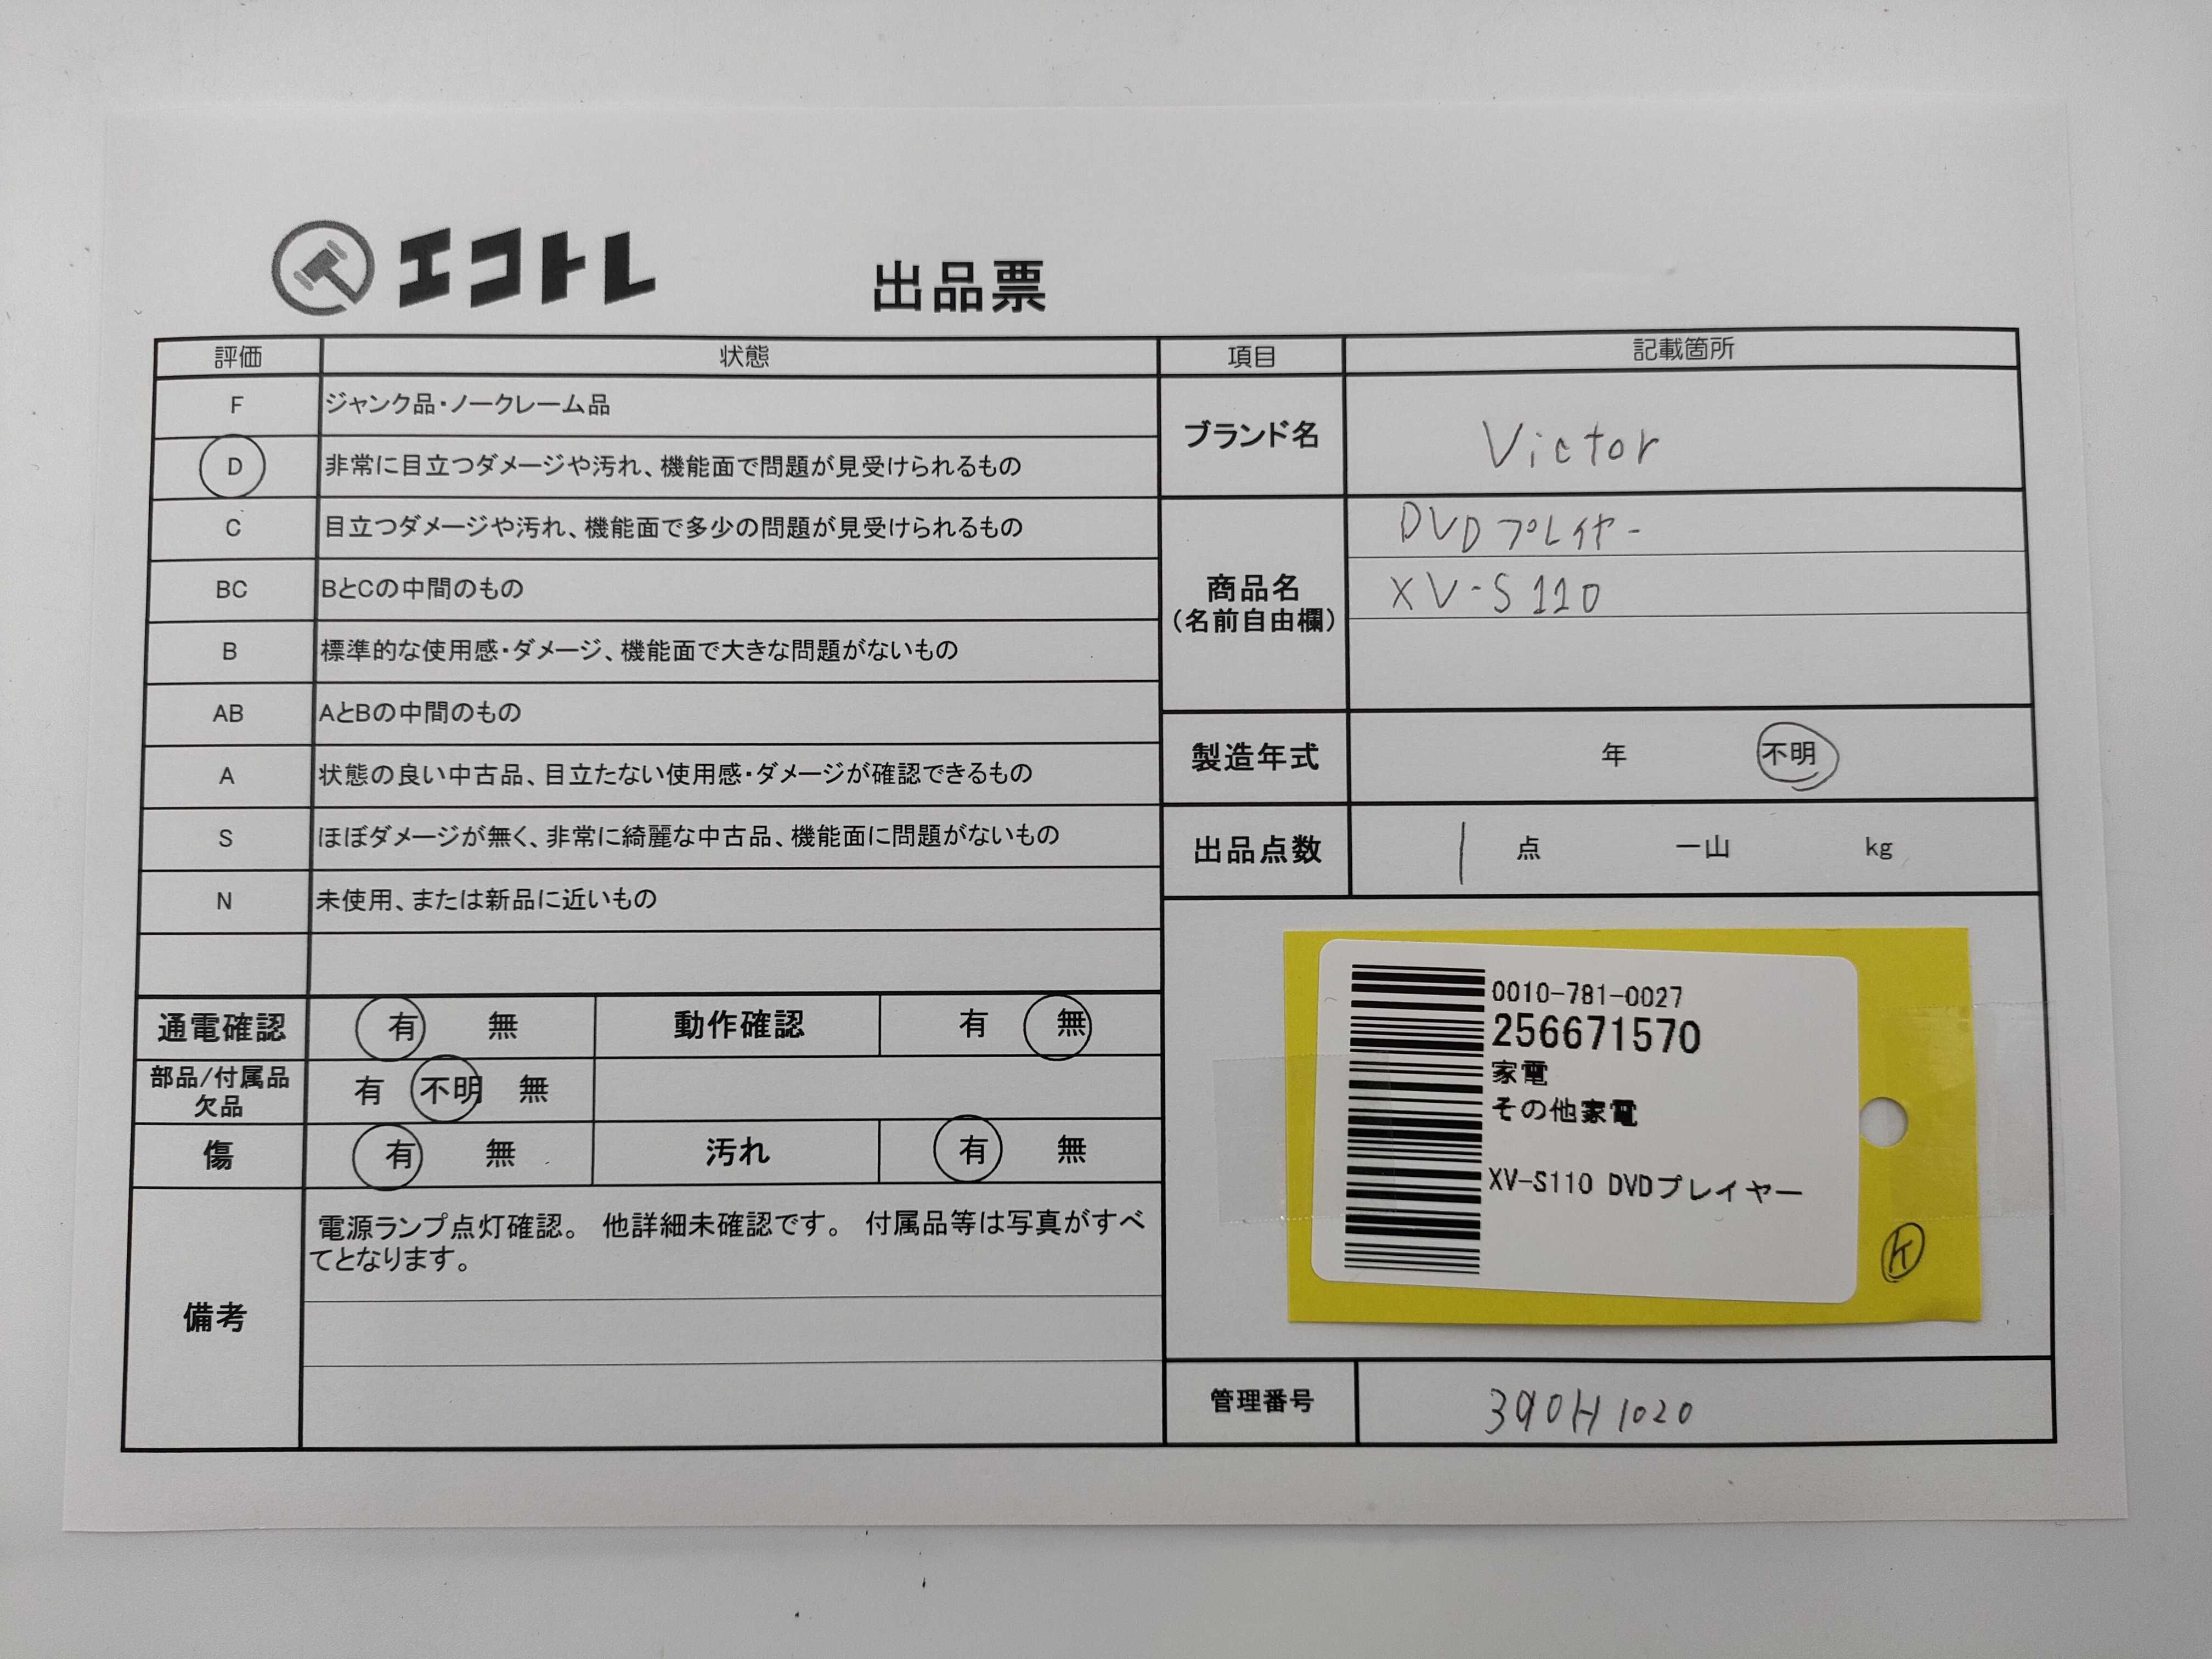 エコトレ
出品票
評価 状態
F ジャンク品・ノークレーム品
D 非常に目立つダメージや汚れ、機能面で問題が見受けられるもの
C 目立つダメージや汚れ、機能面で多少の問題が見受けられるもの
BC BとCの中間のもの
B 標準的な使用感・ダメージ、機能面で大きな問題がないもの
AB AとBの中間のもの
A 状態の良い中古品、目立たない使用感・ダメージが確認できるもの
S ほぼダメージが無く、非常に綺麗な中古品、機能面に問題がないもの
N 未使用、または新品に近いもの
通電確認 有 無 動作確認 有 無
部品/付属品
欠品
有 不明 無
傷 有 無 汚れ 有 無
備考
電源ランプ点灯確認。 他詳細未確認です。 付属品等は写真がすべ
てとなります。
項目 記載箇所
ブランド名 Victor
商品名
(名前自由欄)
DVDプレイヤー
XV-S110
製造年式 年 不明
出品点数 1 点 一山 kg
0010-781-0027
256671570
家電
その他家電
XV-S110 DVDプレイヤー
管理番号 390H1020